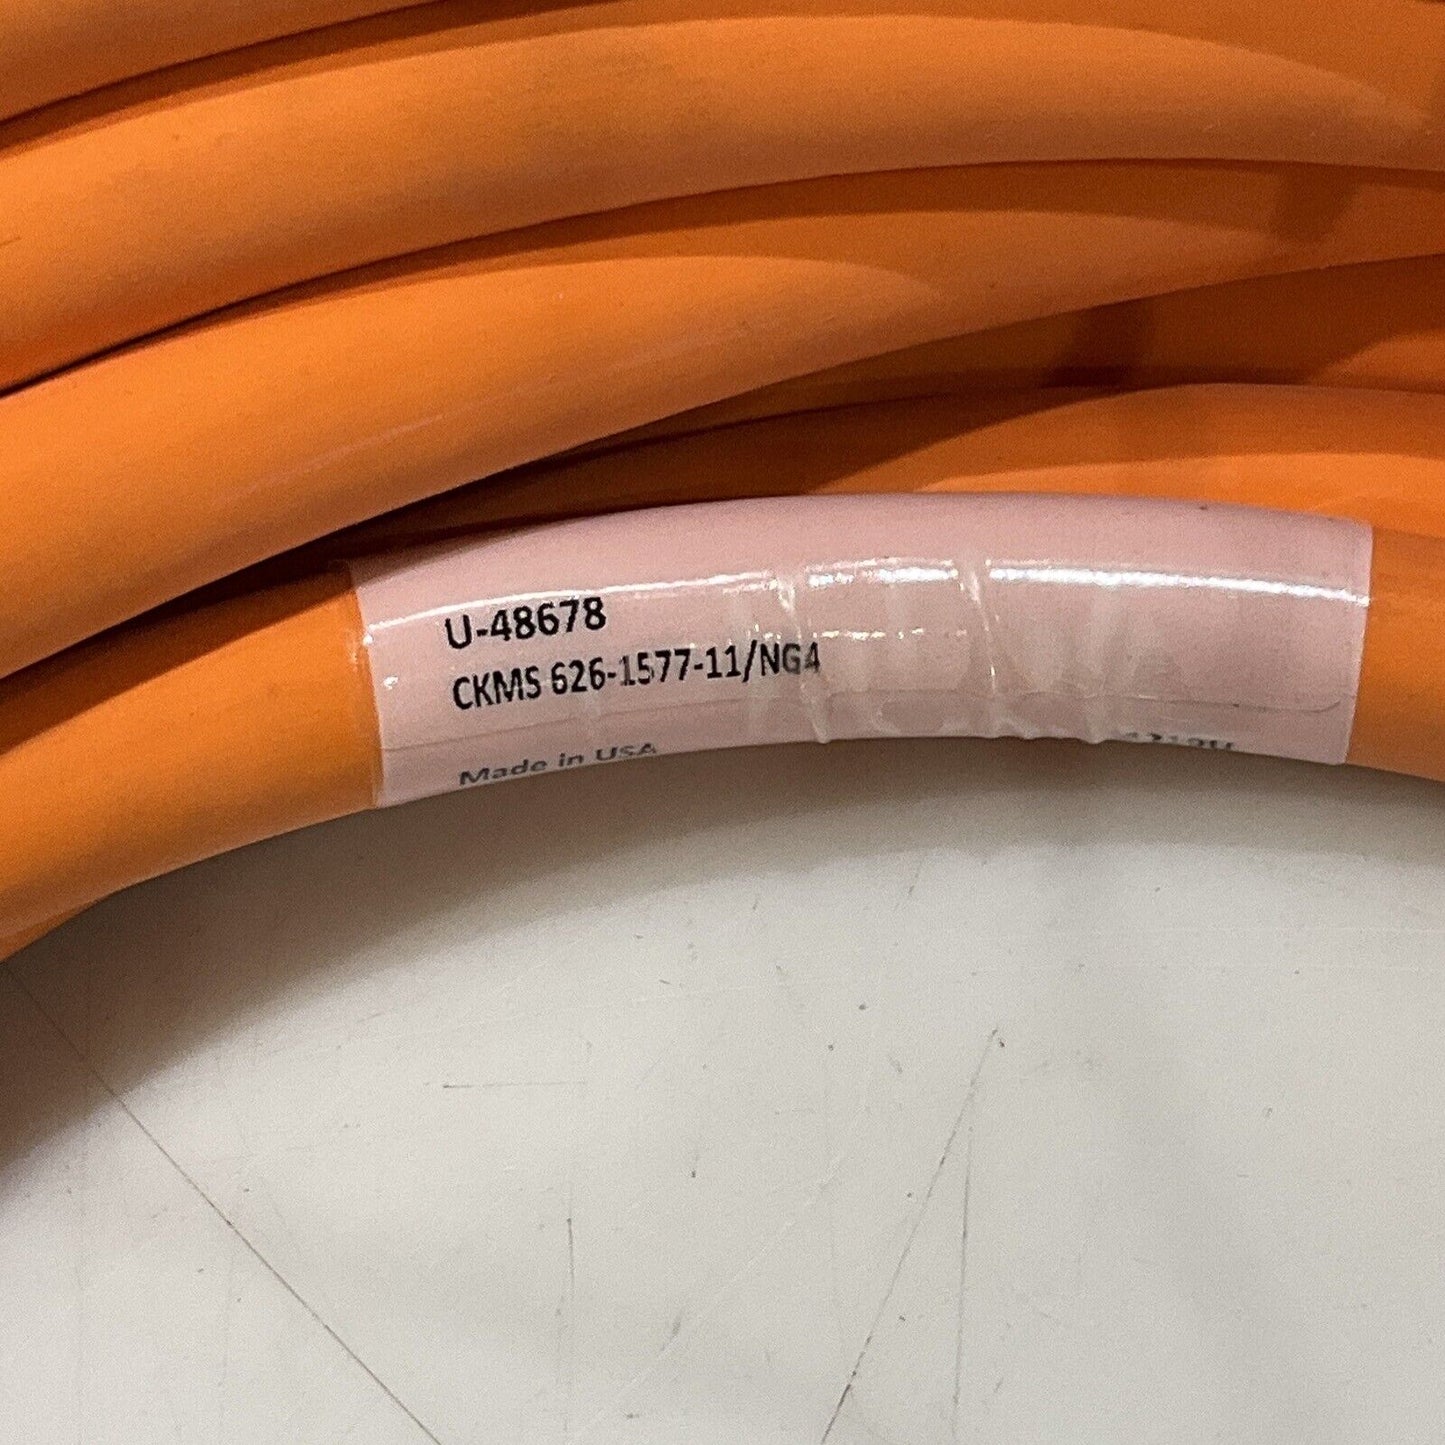 U-48678
CKMS 626-1577-11/NG4
Made in USA